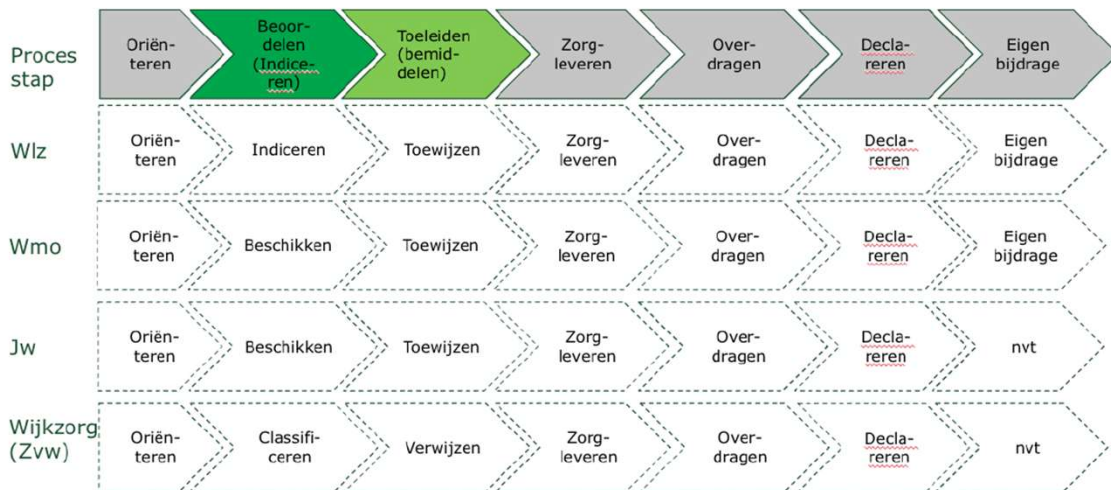 Proces
stap
Oriën-
teren
Beoor-
delen
(Indice-
ren)
Toeleiden
(bemid-
delen)
Zorg-
leveren
Over-
dragen
Decla-
reren
Eigen
bijdrage
Wlz
Oriën-
teren
Indiceren
Toewijzen
Zorg-
leveren
Over-
dragen
Decla-
reren
Eigen
bijdrage
Wmo
Oriën-
teren
Beschikken
Toewijzen
Zorg-
leveren
Over-
dragen
Decla-
reren
Eigen
bijdrage
Jw
Oriën-
teren
Beschikken
Toewijzen
Zorg-
leveren
Over-
dragen
Decla-
reren
nvt
Wijkzorg
(Zvw)
Oriën-
teren
Classifi-
ceren
Verwijzen
Zorg-
leveren
Over-
dragen
Decla-
reren
nvt